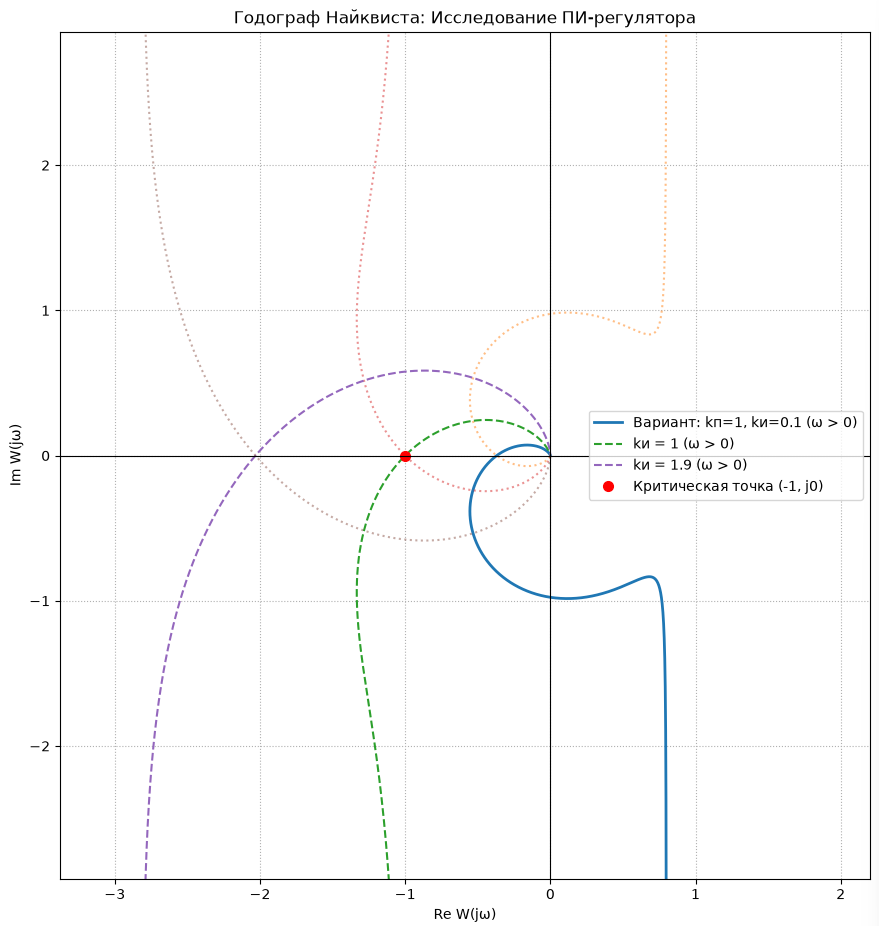 Годограф Найквиста: Исследование ПИ-регулятора
Im W(jω)
2
1
0
−1
−2
Вариант: kп=1, kи=0.1 (ω > 0)
kи = 1 (ω > 0)
kи = 1.9 (ω > 0)
Критическая точка (-1, j0)
−3 −2 −1 0 1 2
Re W(jω)